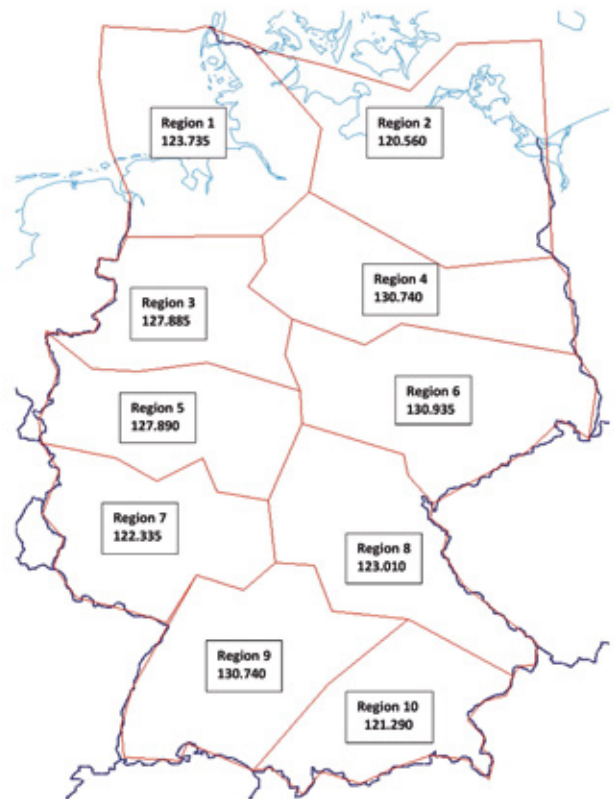 Region 1
123.735
Region 2
120.560
Region 3
127.885
Region 4
130.740
Region 5
127.890
Region 6
130.935
Region 7
122.335
Region 8
123.010
Region 9
130.740
Region 10
121.290